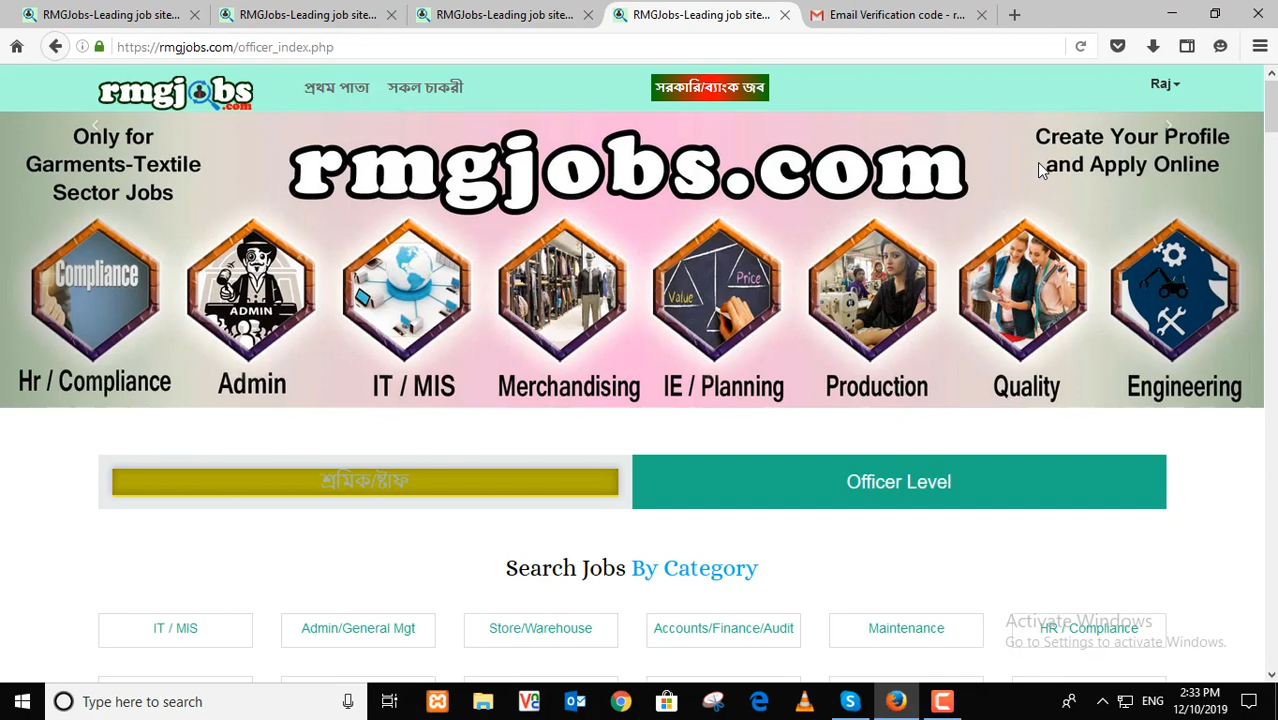 RMGJobs-Leading job site...
RMGJobs-Leading job site...
RMGJobs-Leading job site...
RMGJobs-Leading job site...
Email Verification code - r...
https://rmgjobs.com/officer_index.php
rmgjobs.com
প্রথম পাতা
সকল চাকরী
সরকারি/ব্যাংক জব
Raj
Only for
Garments-Textile
Sector Jobs
rmgjobs.com
Create Your Profile
and Apply Online
Compliance
ADMIN
Value
Price
Hr / Compliance
Admin
IT / MIS
Merchandising
IE / Planning
Production
Quality
Engineering
শ্রমিক/ষ্টাফ
Officer Level
Search Jobs By Category
IT / MIS
Admin/General Mgt
Store/Warehouse
Accounts/Finance/Audit
Maintenance
HR / Compliance
Activate Windows
Go to Settings to activate Windows.
Type here to search
ENG
2:33 PM
12/10/2019